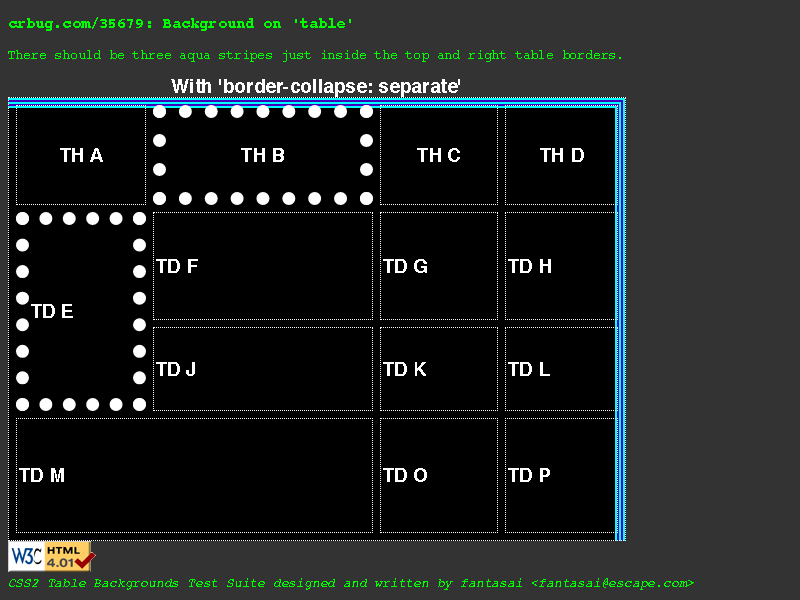 crbug.com/35679: Background on 'table'
There should be three aqua stripes just inside the top and right table borders.
With 'border-collapse: separate'
TH A TH B TH C TH D
TD F TD G TD H
TD E
TD J TD K TD L
TD M TD O TD P
W3C HTML 4.01
CSS2 Table Backgrounds Test Suite designed and written by fantasai <fantasai@escape.com>